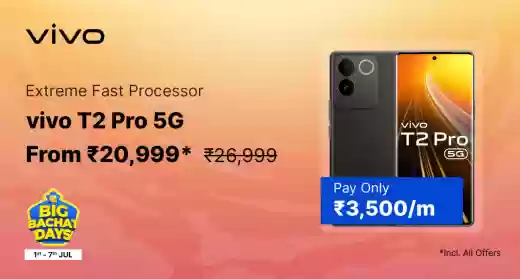 vivo
Extreme Fast Processor
vivo T2 Pro 5G
From ₹20,999* ₹26,999
BIG
BACHAT
DAYS
1st - 7th JUL
vivo
T2 Pro
5G
Pay Only
₹3,500/m
*Incl. All Offers